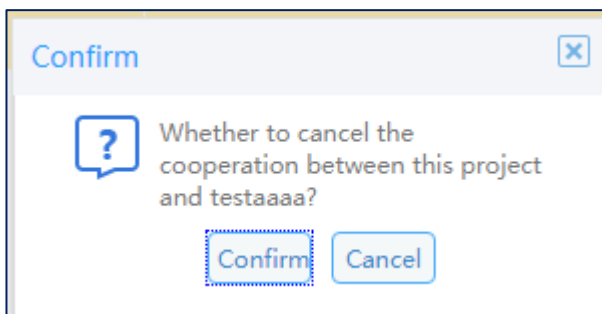 Confirm
?
Whether to cancel the
cooperation between this project
and testaaaa?
Confirm Cancel